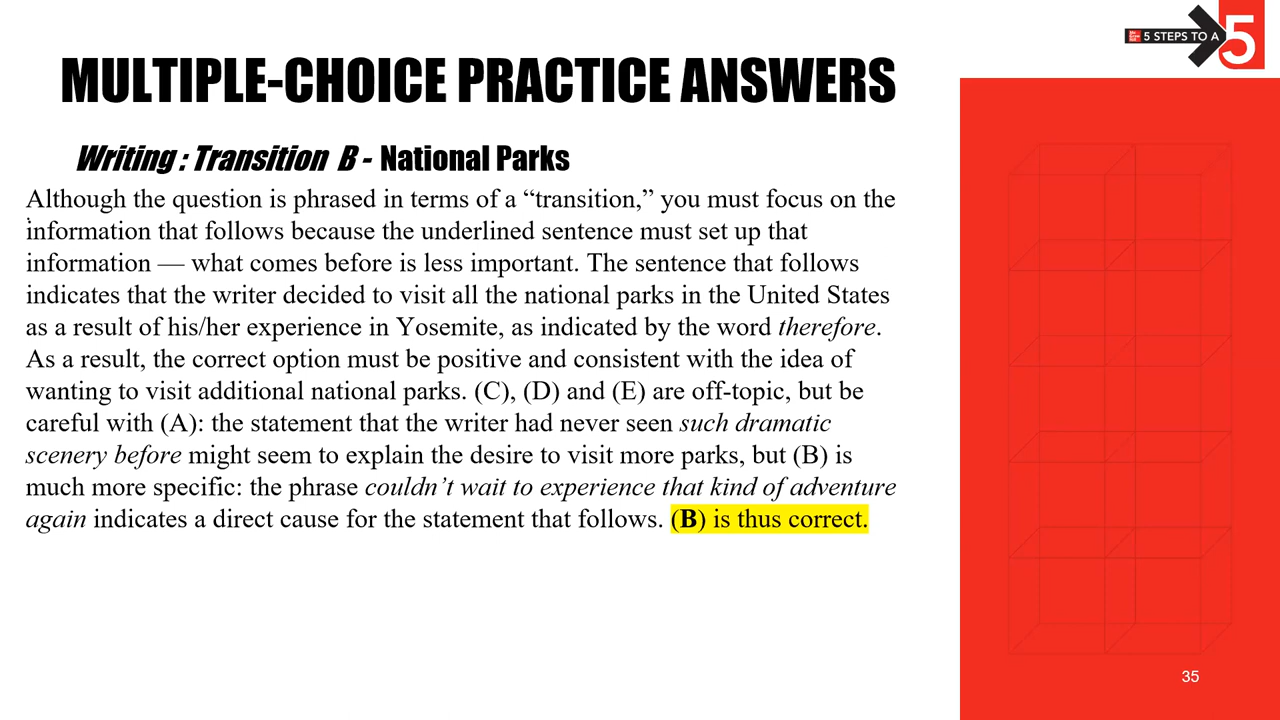 5 STEPS TO A 5
MULTIPLE-CHOICE PRACTICE ANSWERS
Writing : Transition B - National Parks
Although the question is phrased in terms of a “transition,” you must focus on the
information that follows because the underlined sentence must set up that
information — what comes before is less important. The sentence that follows
indicates that the writer decided to visit all the national parks in the United States
as a result of his/her experience in Yosemite, as indicated by the word therefore.
As a result, the correct option must be positive and consistent with the idea of
wanting to visit additional national parks. (C), (D) and (E) are off-topic, but be
careful with (A): the statement that the writer had never seen such dramatic
scenery before might seem to explain the desire to visit more parks, but (B) is
much more specific: the phrase couldn’t wait to experience that kind of adventure
again indicates a direct cause for the statement that follows. (B) is thus correct.
35